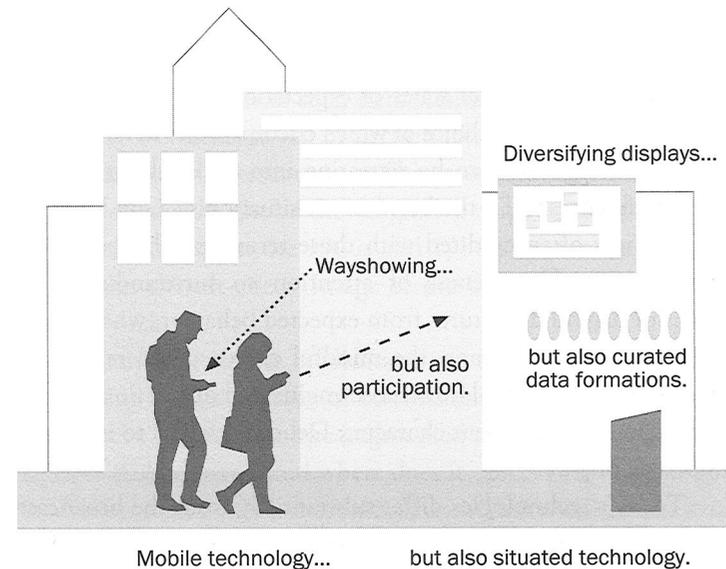 Diversifying displays...
Wayshowing...
but also
participation.
but also curated
data formations.
Mobile technology...
but also situated technology.